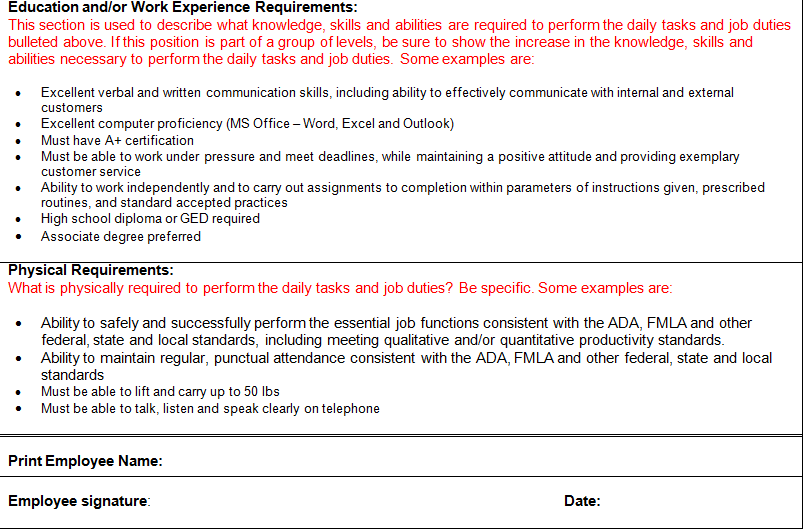 Education and/or Work Experience Requirements:
This section is used to describe what knowledge, skills and abilities are required to perform the daily tasks and job duties
bulleted above. If this position is part of a group of levels, be sure to show the increase in the knowledge, skills and
abilities necessary to perform the daily tasks and job duties. Some examples are:
• Excellent verbal and written communication skills, including ability to effectively communicate with internal and external
customers
• Excellent computer proficiency (MS Office – Word, Excel and Outlook)
• Must have A+ certification
• Must be able to work under pressure and meet deadlines, while maintaining a positive attitude and providing exemplary
customer service
• Ability to work independently and to carry out assignments to completion within parameters of instructions given, prescribed
routines, and standard accepted practices
• High school diploma or GED required
• Associate degree preferred
Physical Requirements:
What is physically required to perform the daily tasks and job duties? Be specific. Some examples are:
• Ability to safely and successfully perform the essential job functions consistent with the ADA, FMLA and other
federal, state and local standards, including meeting qualitative and/or quantitative productivity standards.
• Ability to maintain regular, punctual attendance consistent with the ADA, FMLA and other federal, state and local
standards
• Must be able to lift and carry up to 50 lbs
• Must be able to talk, listen and speak clearly on telephone
Print Employee Name:
Employee signature: Date: